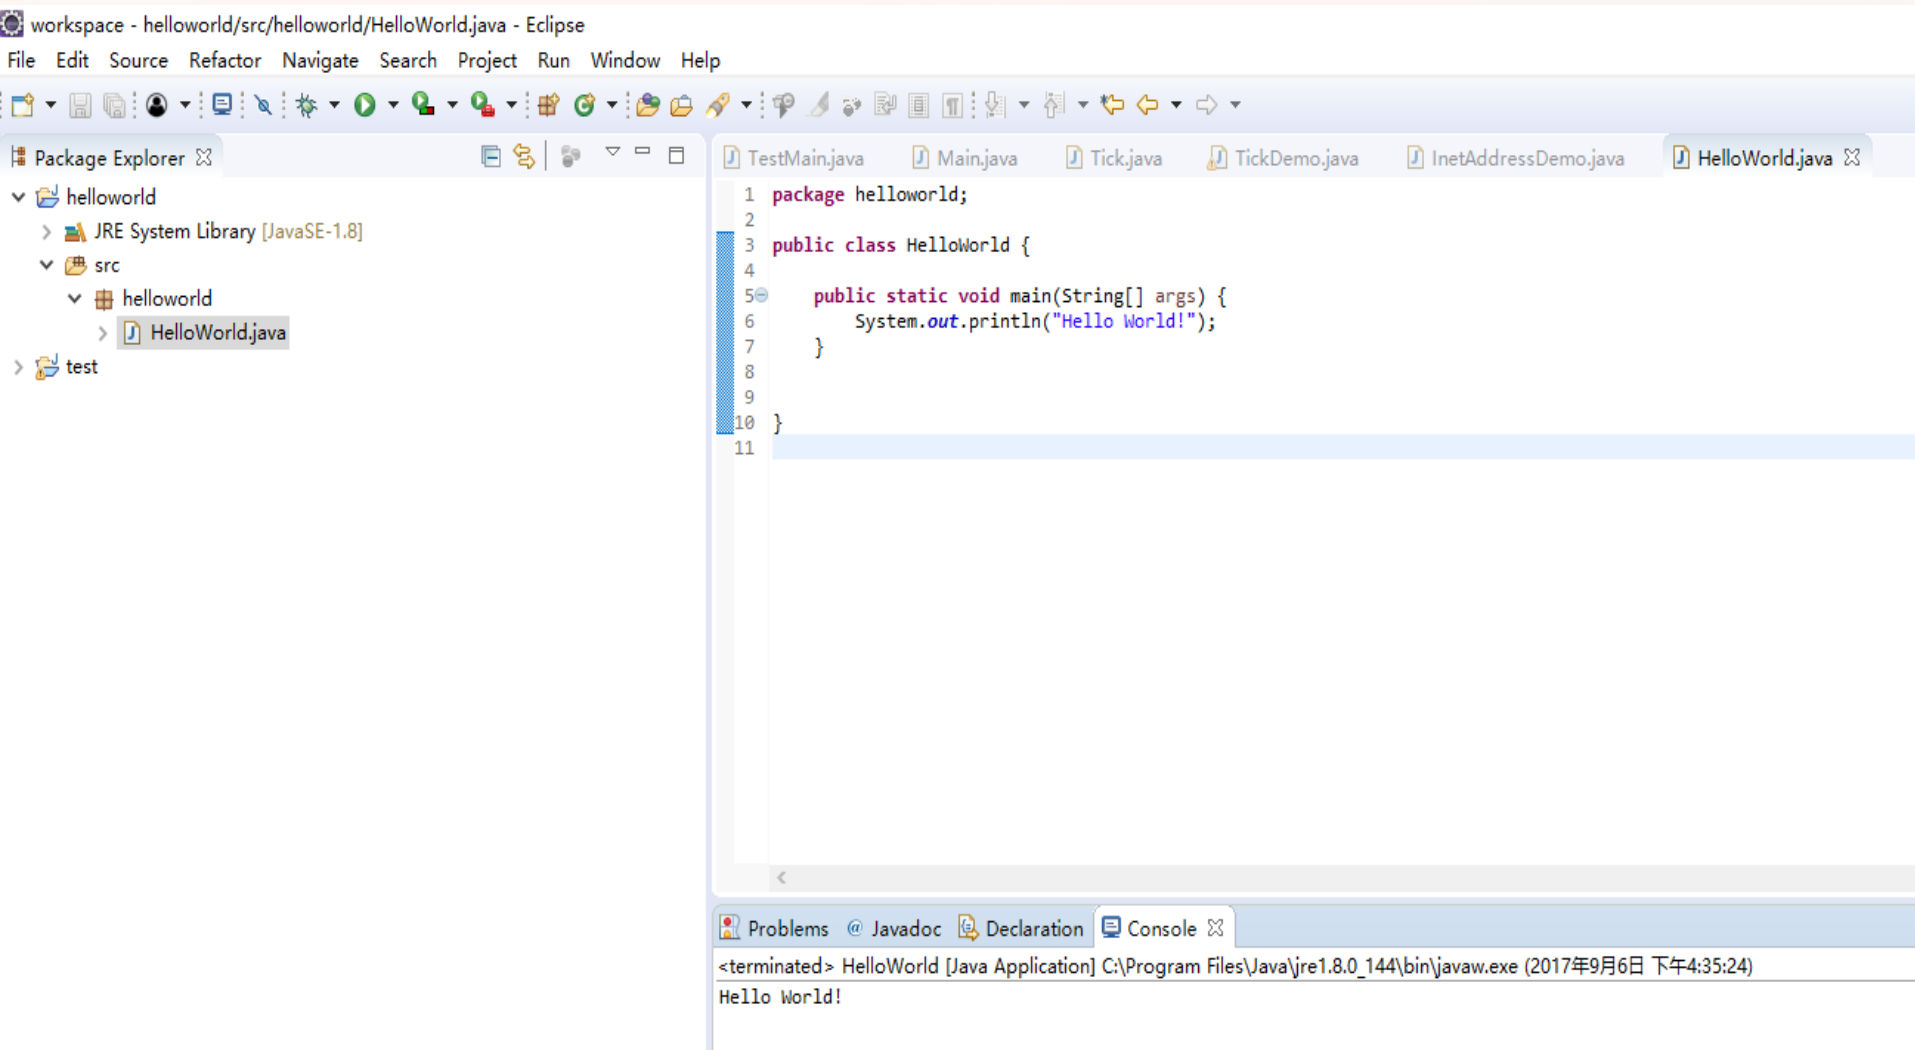 workspace - helloworld/src/helloworld/HelloWorld.java - Eclipse
File Edit Source Refactor Navigate Search Project Run Window Help
Package Explorer
helloworld
JRE System Library [JavaSE-1.8]
src
helloworld
HelloWorld.java
test
TestMain.java Main.java Tick.java TickDemo.java InetAddressDemo.java HelloWorld.java
1 package helloworld;
2
3 public class HelloWorld {
4
5 public static void main(String[] args) {
6 System.out.println("Hello World!");
7 }
8
9
10 }
11
Problems @ Javadoc Declaration Console
<terminated> HelloWorld [Java Application] C:\Program Files\Java\jre1.8.0_144\bin\javaw.exe (2017年9月6日 下午4:35:24)
Hello World!